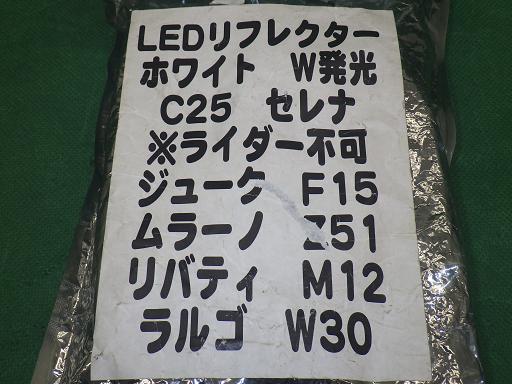 LEDリフレクター
ホワイト W発光
C25 セレナ
※ライダー不可
ジューク F15
ムラーノ Z51
リバティ M12
ラルゴ W30